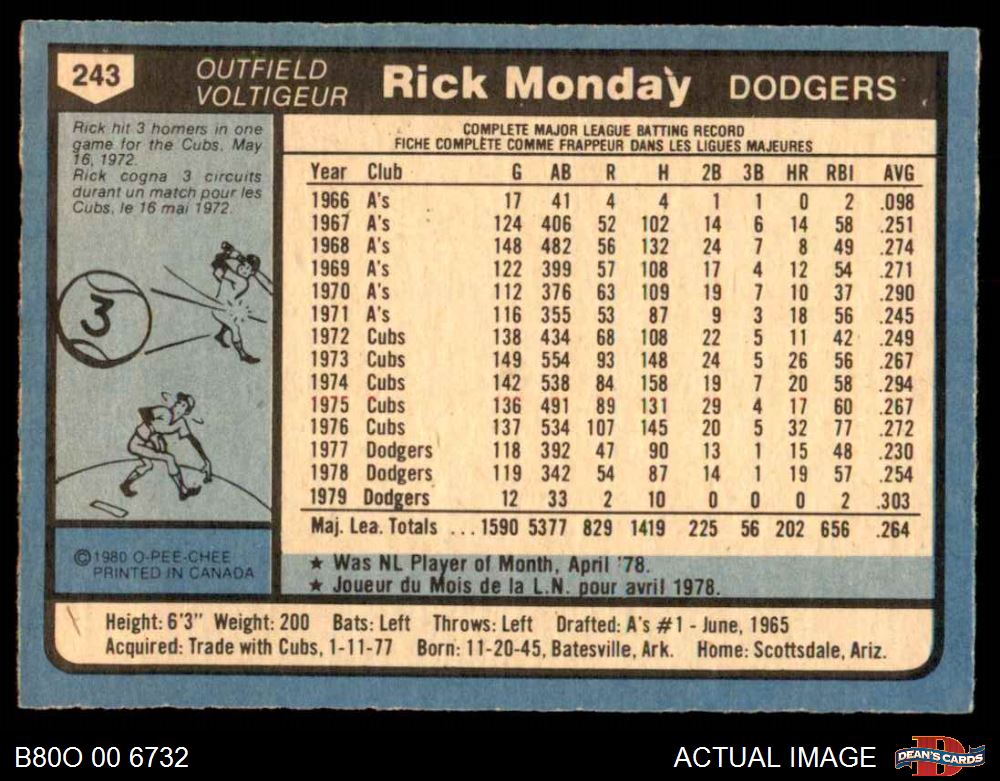 243
OUTFIELD
VOLTIGEUR
Rick Monday
DODGERS
Rick hit 3 homers in one
game for the Cubs, May
16, 1972.
Rick cogna 3 circuits
durant un match pour les
Cubs, le 16 mai 1972.
3
©1980 O-PEE-CHEE
PRINTED IN CANADA
COMPLETE MAJOR LEAGUE BATTING RECORD
FICHE COMPLÈTE COMME FRAPPEUR DANS LES LIGUES MAJEURES
Year Club G AB R H 2B 3B HR RBI AVG
1966 A's 17 41 4 4 1 1 0 2 .098
1967 A's 124 406 52 102 14 6 14 58 .251
1968 A's 148 482 56 132 24 7 8 49 .274
1969 A's 122 399 57 108 17 4 12 54 .271
1970 A's 112 376 63 109 19 7 10 37 .290
1971 A's 116 355 53 87 9 3 18 56 .245
1972 Cubs 138 434 68 108 22 5 11 42 .249
1973 Cubs 149 554 93 148 24 5 26 56 .267
1974 Cubs 142 538 84 158 19 7 20 58 .294
1975 Cubs 136 491 89 131 29 4 17 60 .267
1976 Cubs 137 534 107 145 20 5 32 77 .272
1977 Dodgers 118 392 47 90 13 1 15 48 .230
1978 Dodgers 119 342 54 87 14 1 19 57 .254
1979 Dodgers 12 33 2 10 0 0 0 2 .303
Maj. Lea. Totals ... 1590 5377 829 1419 225 56 202 656 .264
★ Was NL Player of Month, April '78.
★ Joueur du Mois de la L.N. pour avril 1978.
Height: 6'3" Weight: 200 Bats: Left Throws: Left Drafted: A's #1 - June, 1965
Acquired: Trade with Cubs, 1-11-77 Born: 11-20-45, Batesville, Ark. Home: Scottsdale, Ariz.
B80O 00 6732
ACTUAL IMAGE
D
DEAN'S CARDS